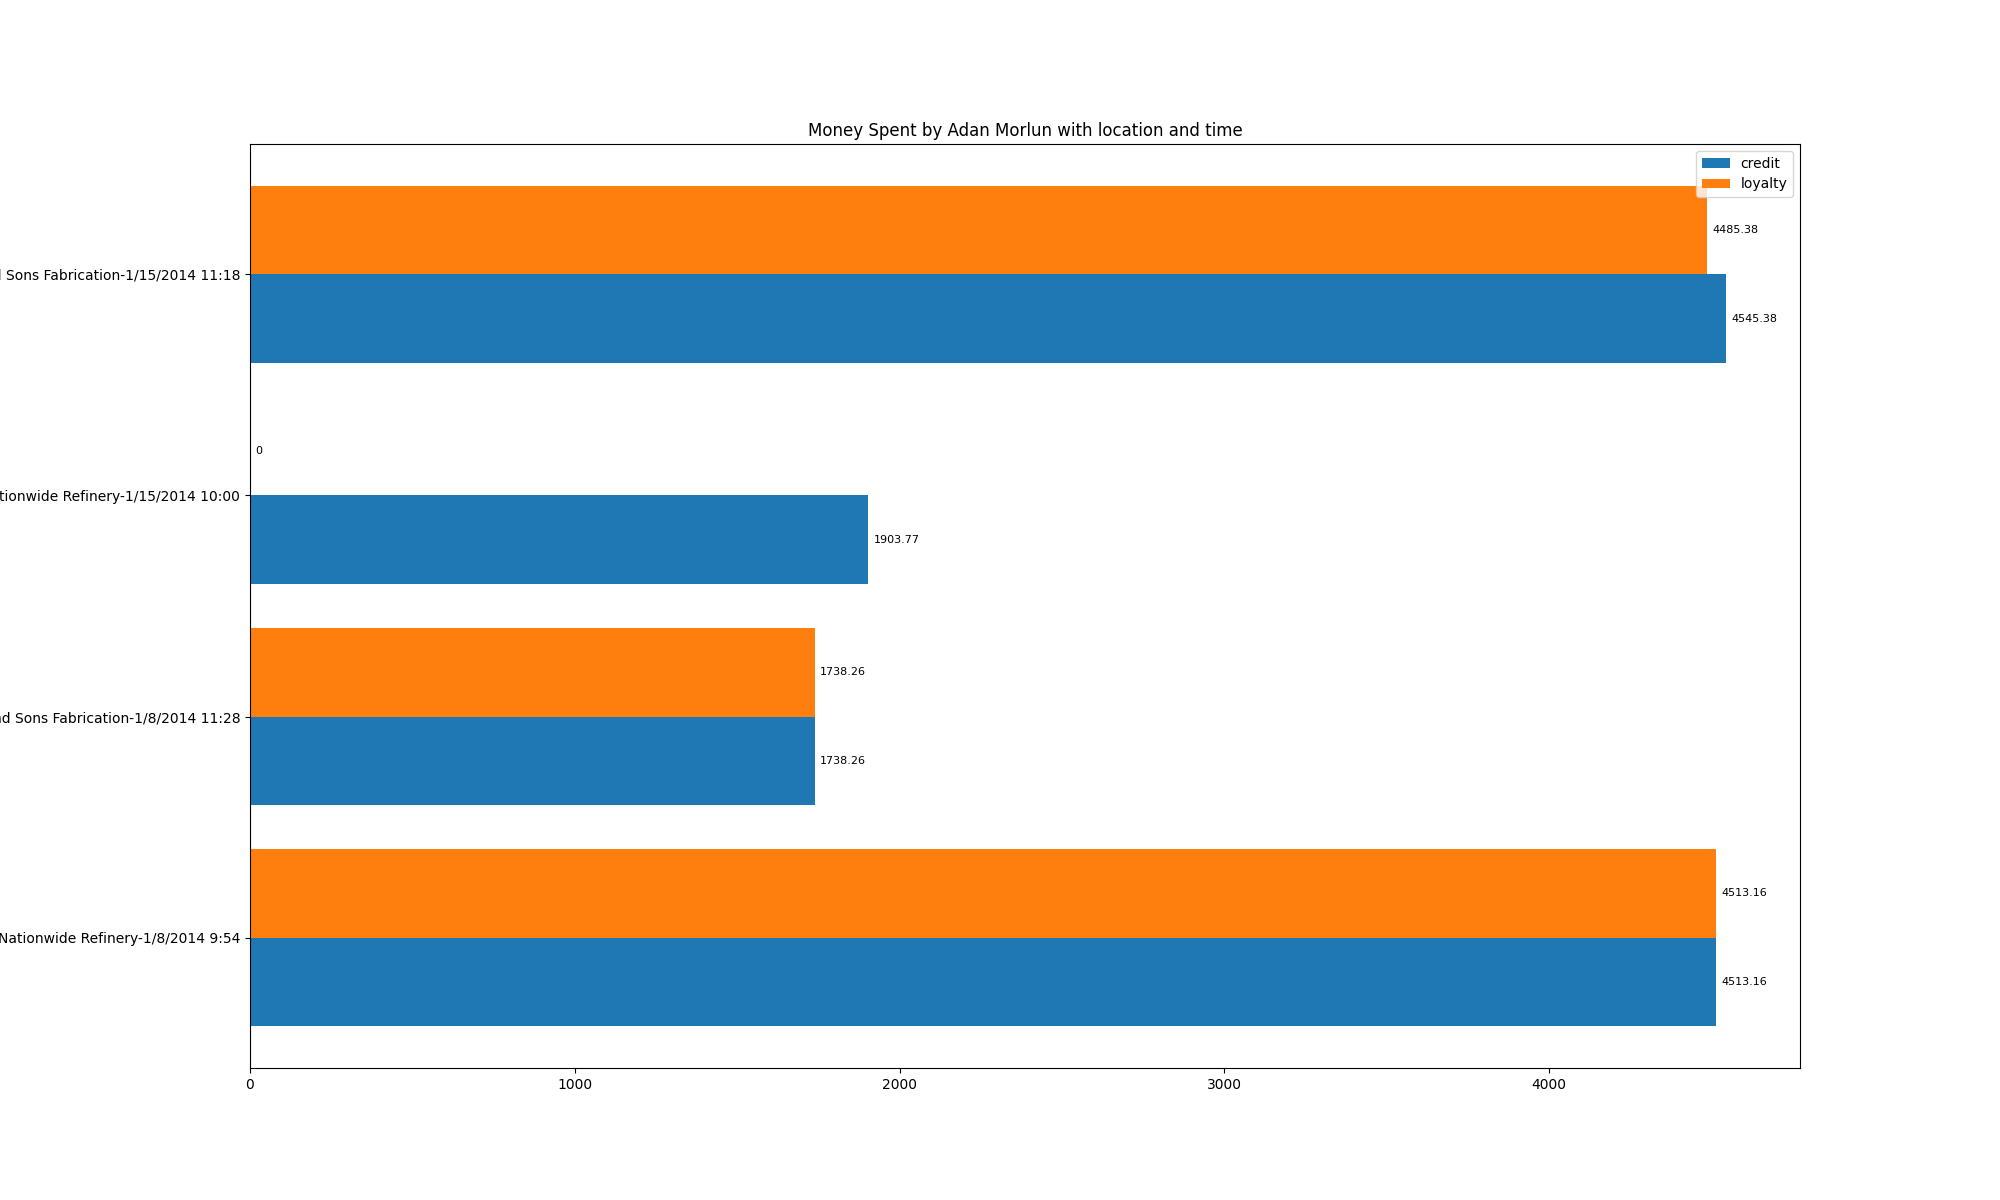 Money Spent by Adan Morlun with location and time
credit
loyalty
4485.38
Sons Fabrication-1/15/2014 11:18
4545.38
0
tionwide Refinery-1/15/2014 10:00
1903.77
1738.26
d Sons Fabrication-1/8/2014 11:28
1738.26
4513.16
Nationwide Refinery-1/8/2014 9:54
4513.16
0 1000 2000 3000 4000